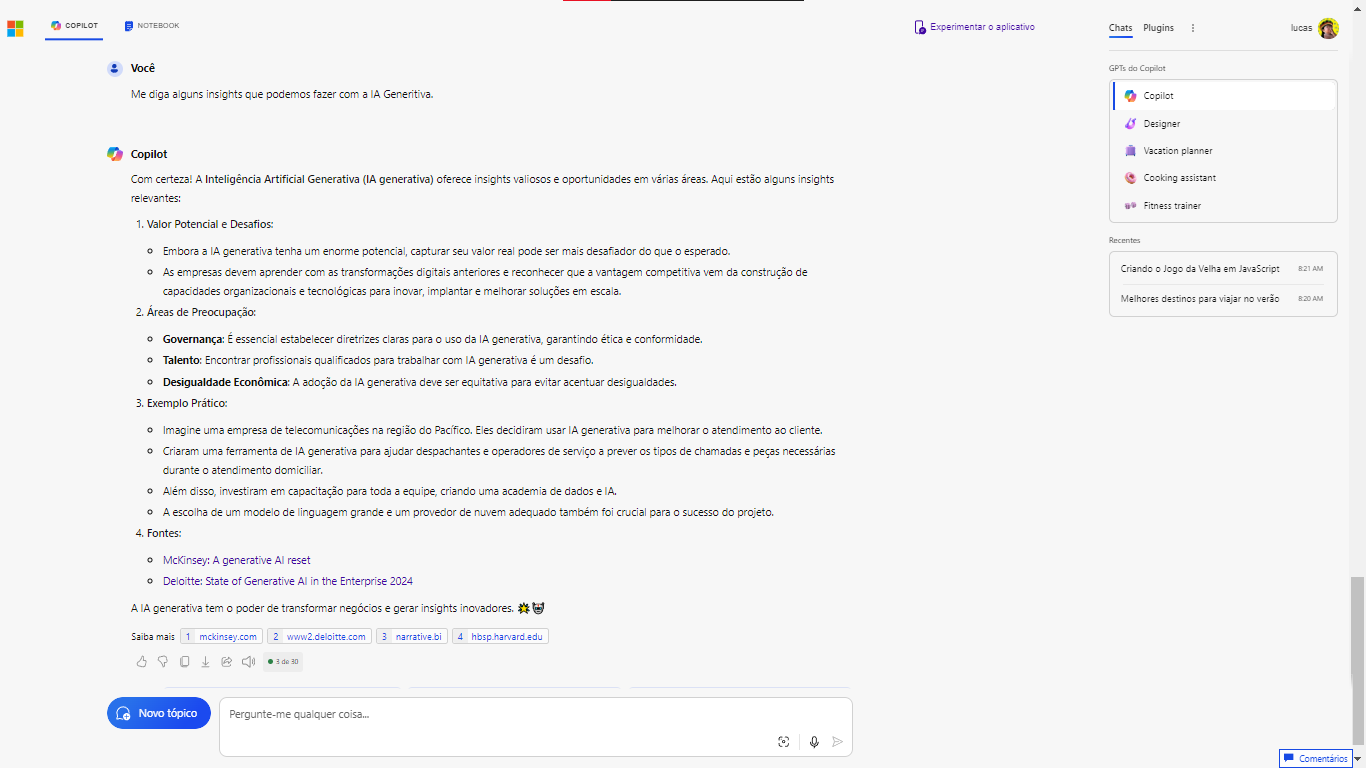 COPILOT
NOTEBOOK
Experimentar o aplicativo
Chats
Plugins
lucas
Você
Me diga alguns insights que podemos fazer com a IA Generitiva.
Copilot
Com certeza! A Inteligência Artificial Generativa (IA generativa) oferece insights valiosos e oportunidades em várias áreas. Aqui estão alguns insights
relevantes:
1. Valor Potencial e Desafios:
Embora a IA generativa tenha um enorme potencial, capturar seu valor real pode ser mais desafiador do que o esperado.
As empresas devem aprender com as transformações digitais anteriores e reconhecer que a vantagem competitiva vem da construção de
capacidades organizacionais e tecnológicas para inovar, implantar e melhorar soluções em escala.
2. Áreas de Preocupação:
Governança: É essencial estabelecer diretrizes claras para o uso da IA generativa, garantindo ética e conformidade.
Talento: Encontrar profissionais qualificados para trabalhar com IA generativa é um desafio.
Desigualdade Econômica: A adoção da IA generativa deve ser equitativa para evitar acentuar desigualdades.
3. Exemplo Prático:
Imagine uma empresa de telecomunicações na região do Pacífico. Eles decidiram usar IA generativa para melhorar o atendimento ao cliente.
Criaram uma ferramenta de IA generativa para ajudar despachantes e operadores de serviço a prever os tipos de chamadas e peças necessárias
durante o atendimento domiciliar.
Além disso, investiram em capacitação para toda a equipe, criando uma academia de dados e IA.
A escolha de um modelo de linguagem grande e um provedor de nuvem adequado também foi crucial para o sucesso do projeto.
4. Fontes:
McKinsey: A generative AI reset
Deloitte: State of Generative AI in the Enterprise 2024
A IA generativa tem o poder de transformar negócios e gerar insights inovadores.
Saiba mais 1 mckinsey.com 2 www2.deloitte.com 3 narrative.bi 4 hbsp.harvard.edu
3 de 30
Novo tópico
Pergunte-me qualquer coisa...
GPTs do Copilot
Copilot
Designer
Vacation planner
Cooking assistant
Fitness trainer
Recentes
Criando o Jogo da Velha em JavaScript 8:21 AM
Melhores destinos para viajar no verão 8:20 AM
Comentários